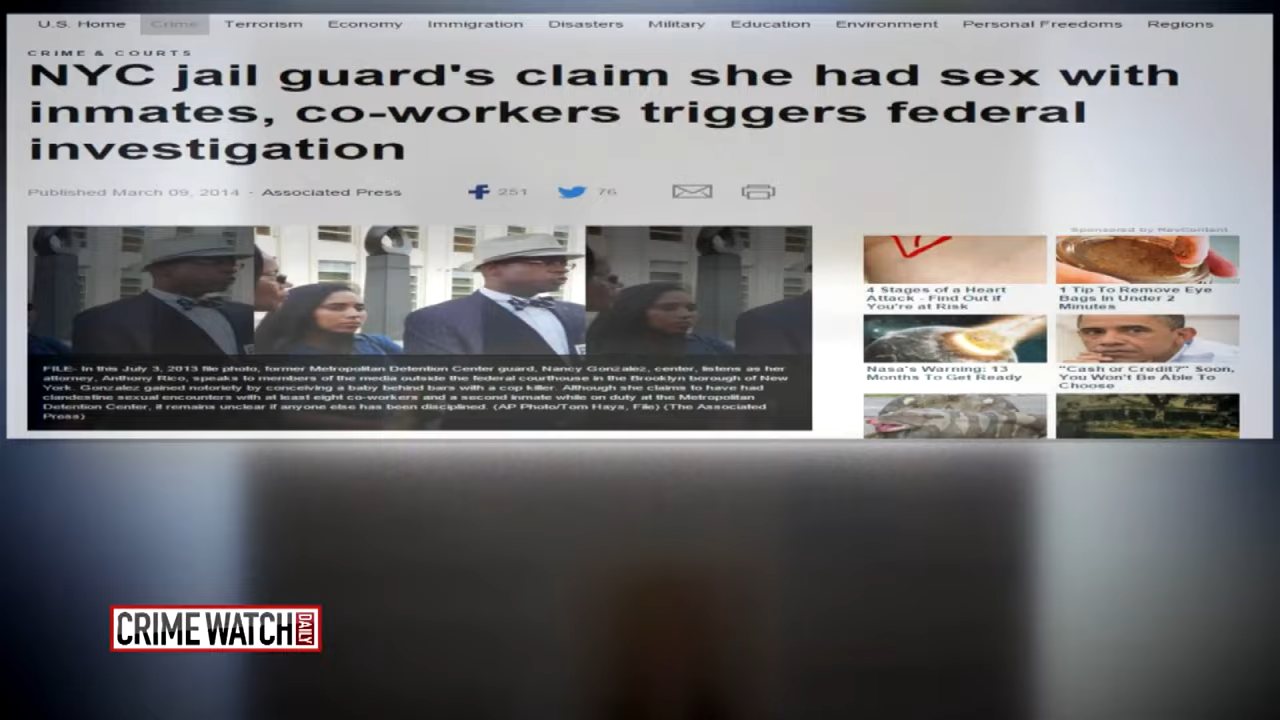 U.S. Home Crime Terrorism Economy Immigration Disasters Military Education Environment Personal Freedoms Regions
CRIME & COURTS
NYC jail guard's claim she had sex with
inmates, co-workers triggers federal
investigation
Published March 09, 2014 - Associated Press 251 76
Sponsored by RevContent
4 Stages of a Heart
Attack - Find Out if
You're at Risk
1 Tip To Remove Eye
Bags In Under 2
Minutes
Nasa's Warning: 13
Months To Get Ready
"Cash or Credit?" Soon,
You Won't Be Able To
Choose
FILE- In this July 3, 2013 file photo, former Metropolitan Detention Center guard, Nancy Gonzalez, center, listens as her
attorney, Anthony Rico, speaks to members of the media outside the federal courthouse in the Brooklyn borough of New
York. Gonzalez gained notoriety by conceiving a baby behind bars with a cop killer. Although she claims to have had
clandestine sexual encounters with at least eight co-workers and a second inmate while on duty at the Metropolitan
Detention Center, it remains unclear if anyone else has been disciplined. (AP Photo/Tom Hays, File) (The Associated
Press)
CRIME WATCH DAILY